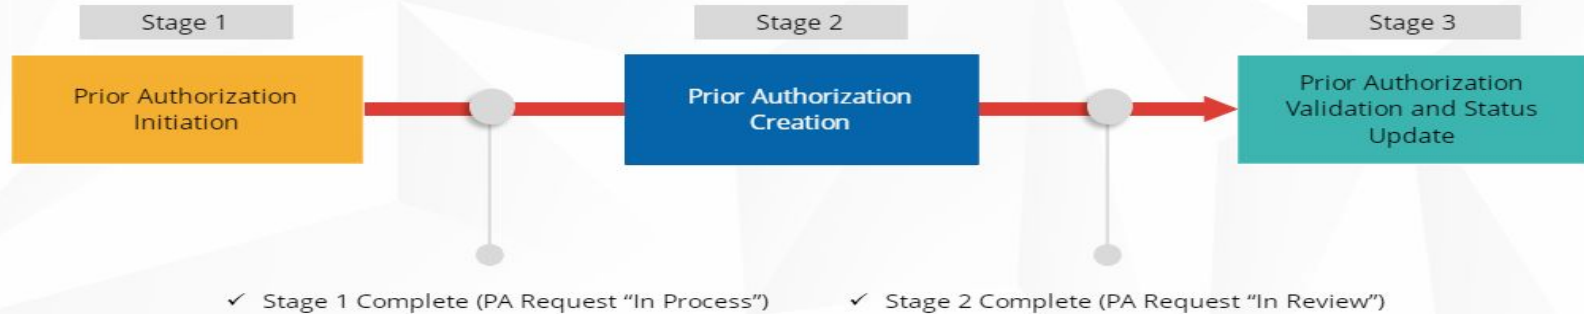 Stage 1
Stage 2
Stage 3
Prior Authorization
Initiation
Prior Authorization
Creation
Prior Authorization
Validation and Status
Update
✓ Stage 1 Complete (PA Request “In Process”)
✓ Stage 2 Complete (PA Request “In Review”)